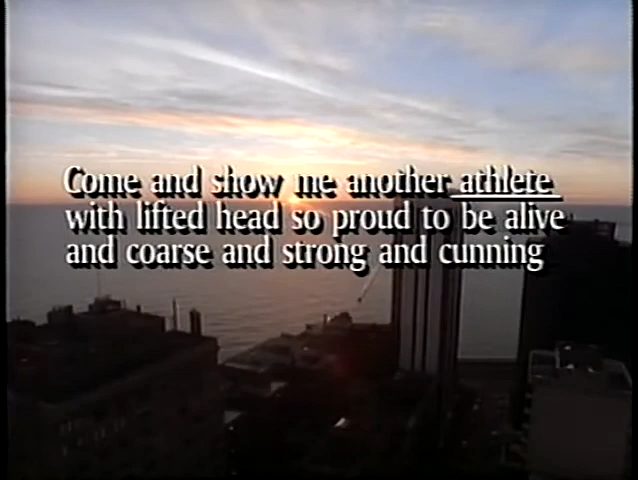 Come and show me another athlete
with lifted head so proud to be alive
and coarse and strong and cunning